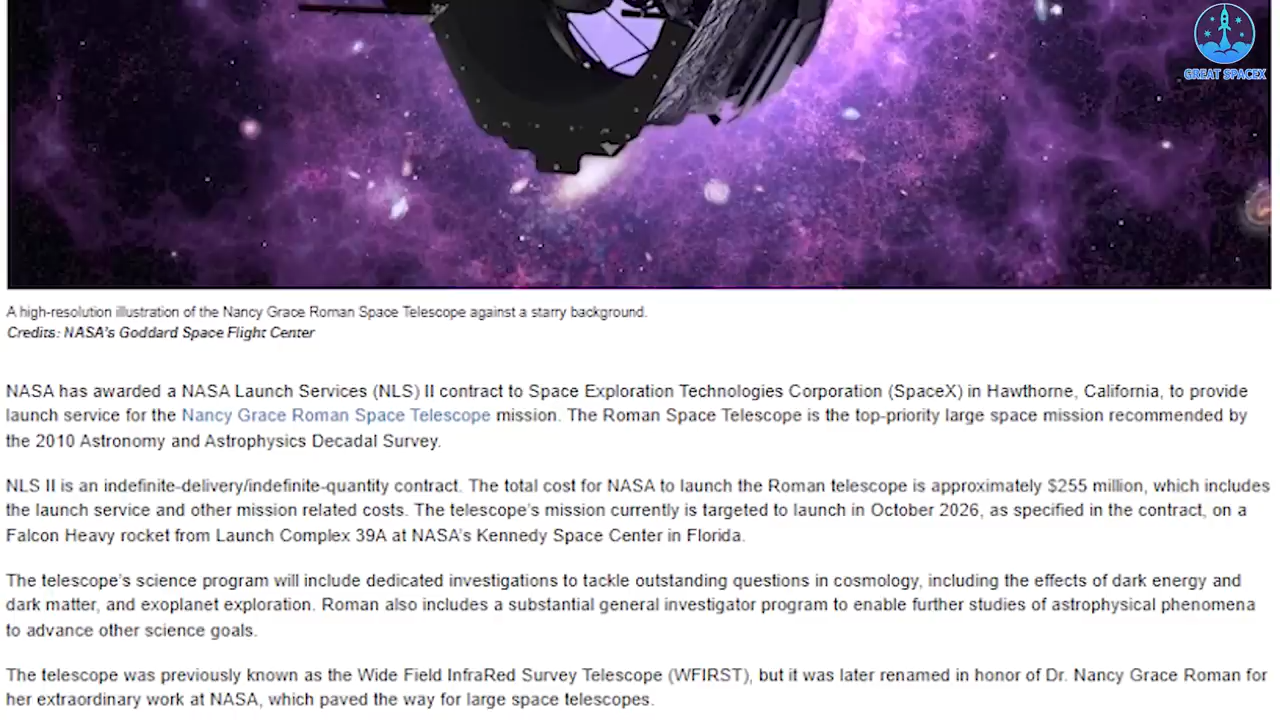 GREAT SPACEX
A high-resolution illustration of the Nancy Grace Roman Space Telescope against a starry background.
Credits: NASA's Goddard Space Flight Center
NASA has awarded a NASA Launch Services (NLS) II contract to Space Exploration Technologies Corporation (SpaceX) in Hawthorne, California, to provide
launch service for the Nancy Grace Roman Space Telescope mission. The Roman Space Telescope is the top-priority large space mission recommended by
the 2010 Astronomy and Astrophysics Decadal Survey.
NLS II is an indefinite-delivery/indefinite-quantity contract. The total cost for NASA to launch the Roman telescope is approximately $255 million, which includes
the launch service and other mission related costs. The telescope's mission currently is targeted to launch in October 2026, as specified in the contract, on a
Falcon Heavy rocket from Launch Complex 39A at NASA's Kennedy Space Center in Florida.
The telescope's science program will include dedicated investigations to tackle outstanding questions in cosmology, including the effects of dark energy and
dark matter, and exoplanet exploration. Roman also includes a substantial general investigator program to enable further studies of astrophysical phenomena
to advance other science goals.
The telescope was previously known as the Wide Field InfraRed Survey Telescope (WFIRST), but it was later renamed in honor of Dr. Nancy Grace Roman for
her extraordinary work at NASA, which paved the way for large space telescopes.